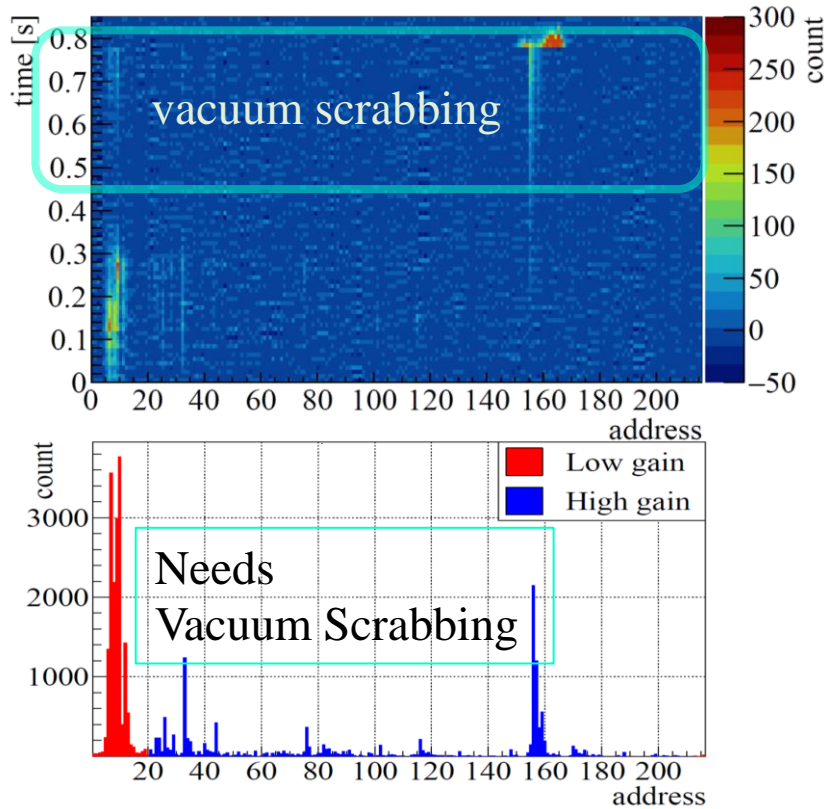 time [s]
0.8
0.7
0.6
0.5
0.4
0.3
0.2
0.1
0
vacuum scrabbing
0 20 40 60 80 100 120 140 160 180 200
address
300
250
200
150
100
50
0
−50
count
count
3000
2000
1000
Low gain
High gain
Needs
Vacuum Scrabbing
20 40 60 80 100 120 140 160 180 200
address